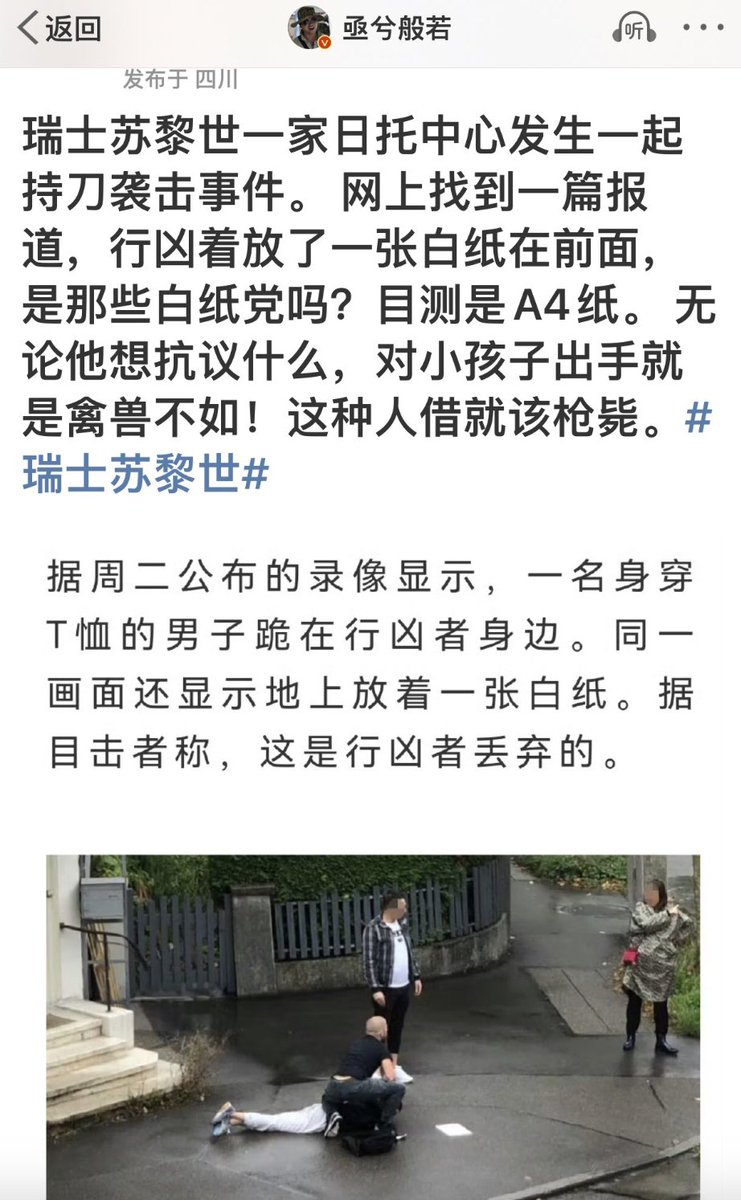 返回
亟兮般若
听
发布于 四川
瑞士苏黎世一家日托中心发生一起
持刀袭击事件。 网上找到一篇报
道，行凶着放了一张白纸在前面，
是那些白纸党吗？目测是A4纸。 无
论他想抗议什么，对小孩子出手就
是禽兽不如！这种人借就该枪毙。#
瑞士苏黎世#
据周二公布的录像显示，一名身穿
T恤的男子跪在行凶者身边。同一
画面还显示地上放着一张白纸。据
目击者称，这是行凶者丢弃的。